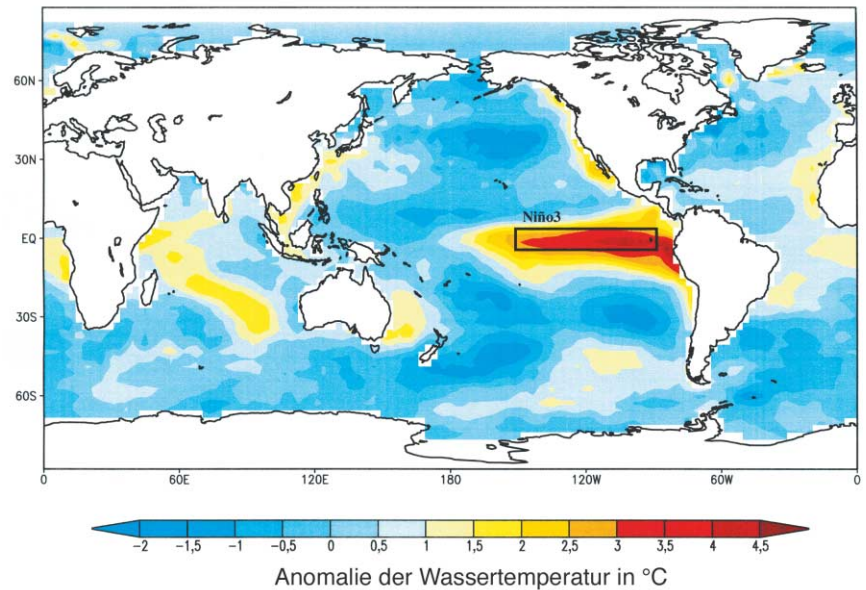 60N
30N
Niño3
EQ
30S
60S
0 60E 120E 180 120W 60W 0
−2 −1,5 −1 −0,5 0 0,5 1 1,5 2 2,5 3 3,5 4 4,5
Anomalie der Wassertemperatur in °C